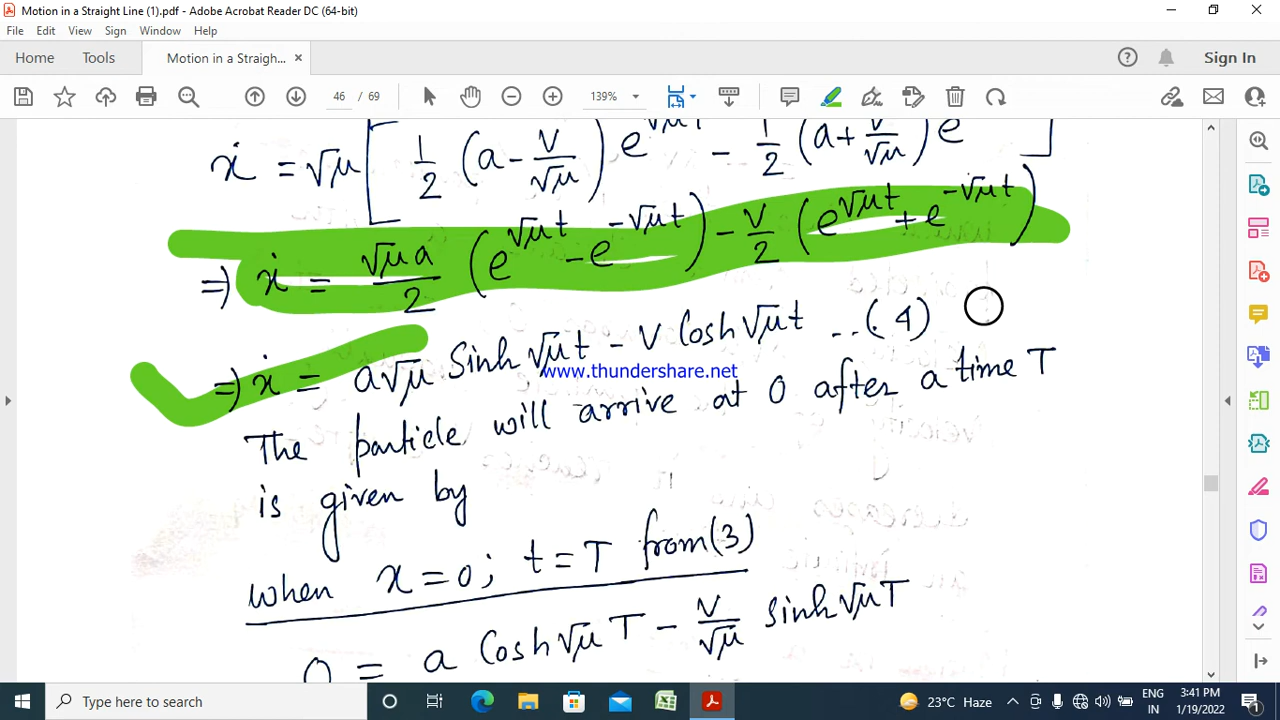 Motion in a Straight Line (1).pdf - Adobe Acrobat Reader DC (64-bit)
File Edit View Sign Window Help
Home Tools Motion in a Straigh... × Sign In
46 / 69 139%
ẋ = √μ [ 1/2 (a - v/√μ) e^√μt - 1/2 (a + v/√μ) e ]
⇒) ẋ = √μa/2 (e^√μt - e^-√μt) - v/2 (e^√μt + e^-√μt)
⇒) ẋ = a√μ Sinh √μt - v Cosh √μt ..(.4)
www.thundershare.net
The particle will arrive at O after a time T
is given by
when x=0; t=T from(3)
0 = a Cosh √μ T - v/√μ sinh √μ T
Type here to search 23°C Haze ENG IN 3:41 PM 1/19/2022 1